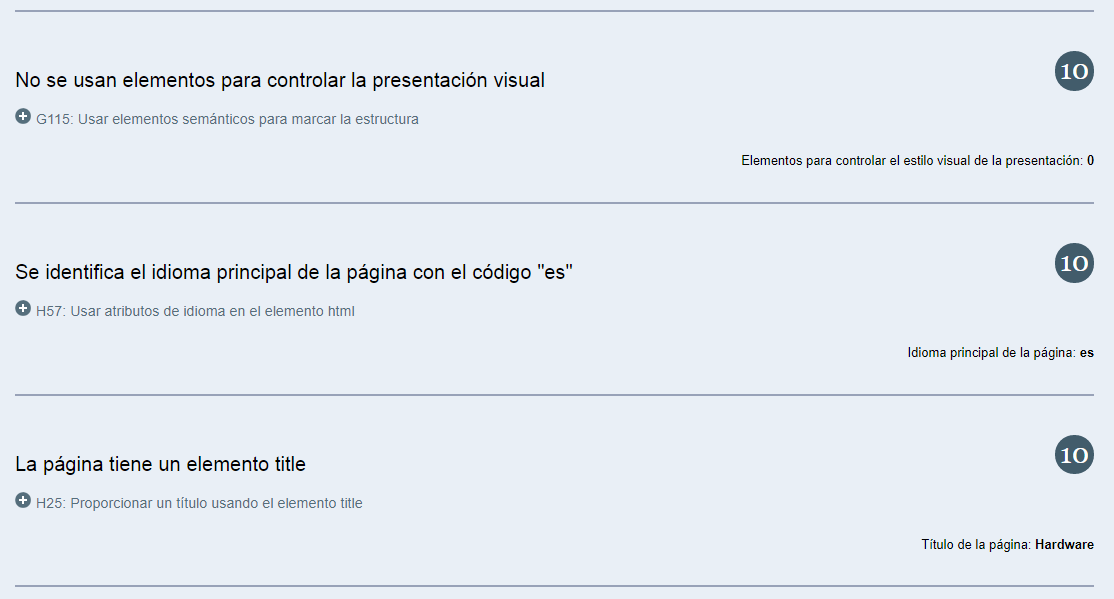 No se usan elementos para controlar la presentación visual
10
G115: Usar elementos semánticos para marcar la estructura
Elementos para controlar el estilo visual de la presentación: 0
Se identifica el idioma principal de la página con el código "es"
10
H57: Usar atributos de idioma en el elemento html
Idioma principal de la página: es
La página tiene un elemento title
10
H25: Proporcionar un título usando el elemento title
Título de la página: Hardware